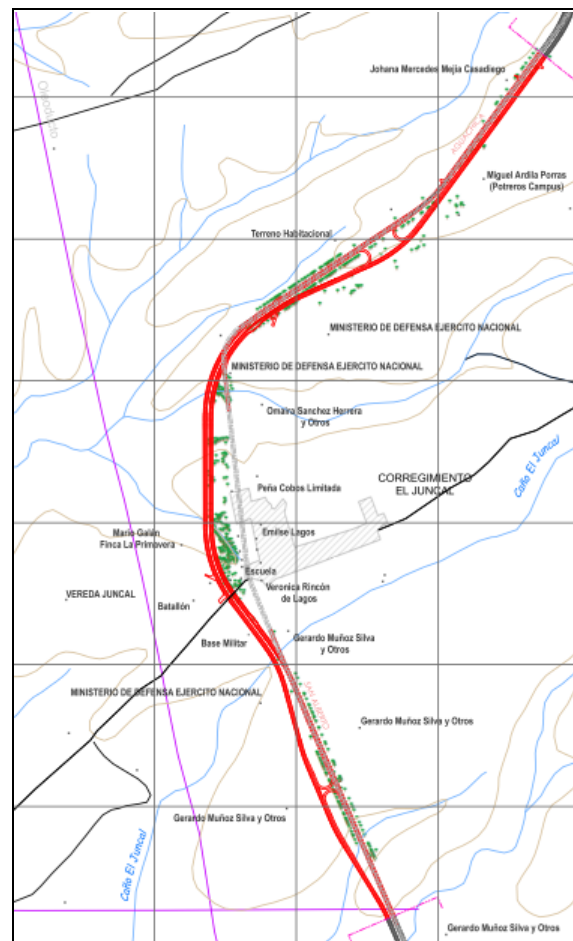 Johana Mercedes Mejia Casadiego
Oleoducto
AGUACHICA
Miguel Ardila Porras
(Potreros Campus)
Terreno Habitacional
MINISTERIO DE DEFENSA EJERCITO NACIONAL
MINISTERIO DE DEFENSA EJERCITO NACIONAL
Omaira Sanchez Herrera
y Otros
Peña Cobos Limitada
CORREGIMIENTO
EL JUNCAL
Caño El Juncal
Emilse Lagos
Mario Galán
Finca La Primavera
Escuela
Veronica Rincón
de Lagos
VEREDA JUNCAL
Batallón
Base Militar
Gerardo Muñoz Silva
y Otros
MINISTERIO DE DEFENSA EJERCITO NACIONAL
Gerardo Muñoz Silva y Otros
Gerardo Muñoz Silva y Otros
Caño El Juncal
Gerardo Muñoz Silva y Otros